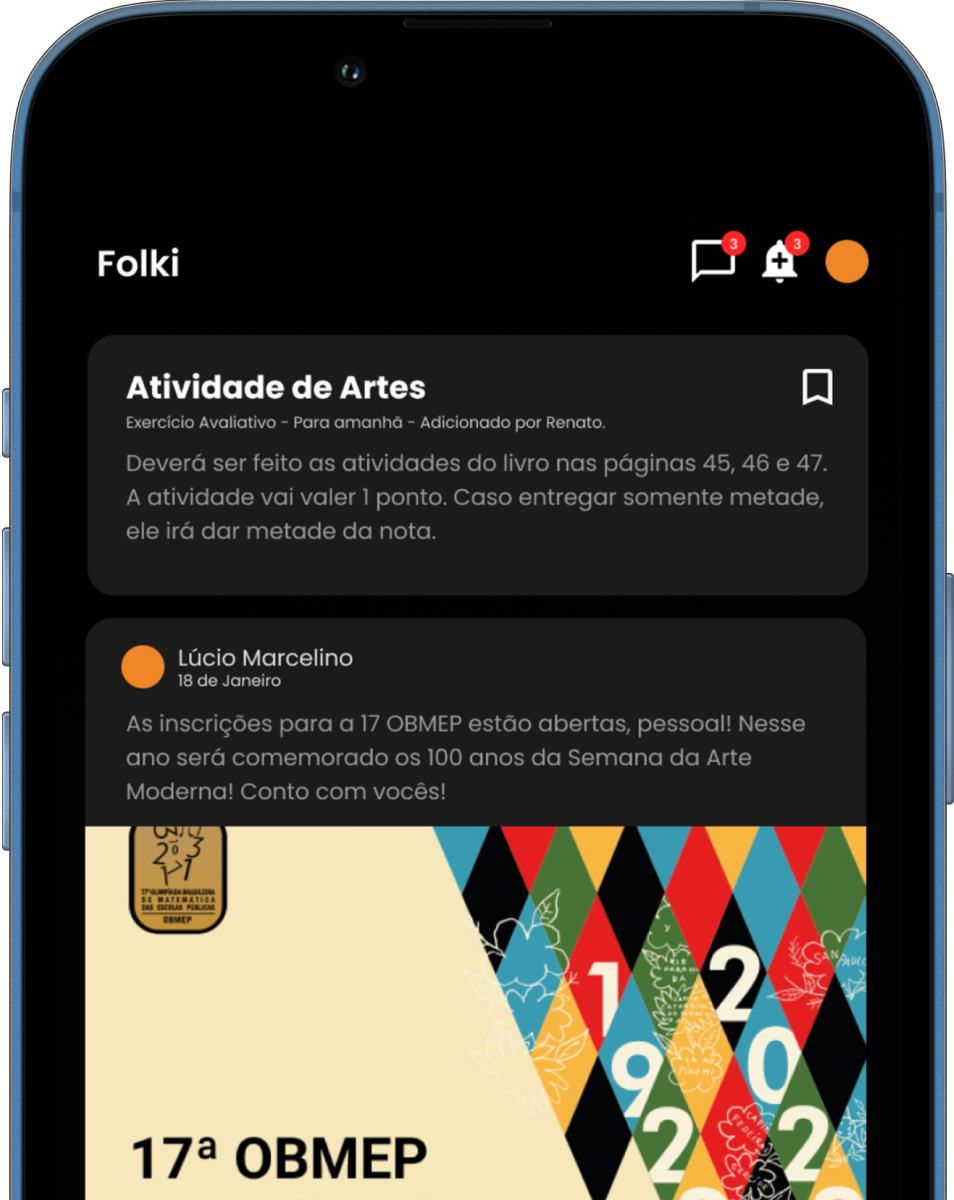 Folki
3
3
Atividade de Artes
Exercício Avaliativo - Para amanhã - Adicionado por Renato.
Deverá ser feito as atividades do livro nas páginas 45, 46 e 47.
A atividade vai valer 1 ponto. Caso entregar somente metade,
ele irá dar metade da nota.
Lúcio Marcelino
18 de Janeiro
As inscrições para a 17 OBMEP estão abertas, pessoal! Nesse
ano será comemorado os 100 anos da Semana da Arte
Moderna! Conto com vocês!
17ª OLIMPÍADA BRASILEIRA
DE MATEMÁTICA
DAS ESCOLAS PÚBLICAS
OBMEP
1 2
9 0
2 2
17ª OBMEP